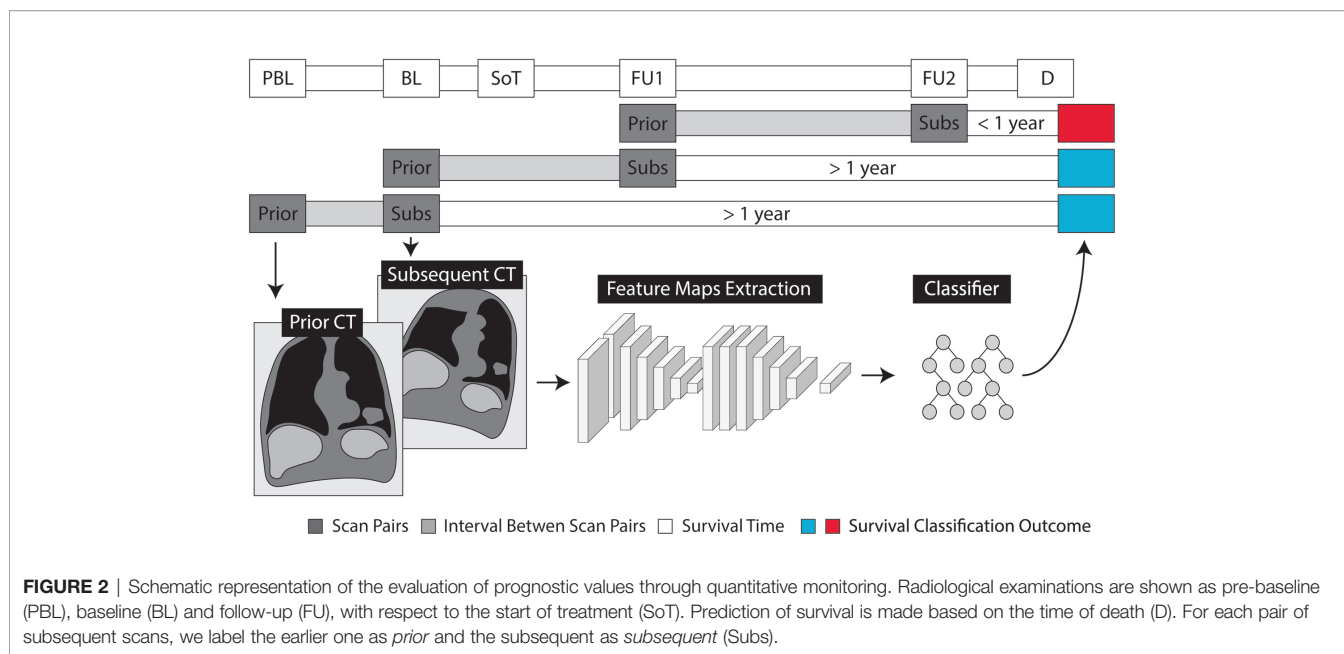 PBL BL SoT FU1 FU2 D
Prior Subs < 1 year
Prior Subs > 1 year
Prior Subs > 1 year
Subsequent CT
Feature Maps Extraction
Classifier
Prior CT
Scan Pairs Interval Betwen Scan Pairs Survival Time Survival Classification Outcome
FIGURE 2 | Schematic representation of the evaluation of prognostic values through quantitative monitoring. Radiological examinations are shown as pre-baseline
(PBL), baseline (BL) and follow-up (FU), with respect to the start of treatment (SoT). Prediction of survival is made based on the time of death (D). For each pair of
subsequent scans, we label the earlier one as prior and the subsequent as subsequent (Subs).